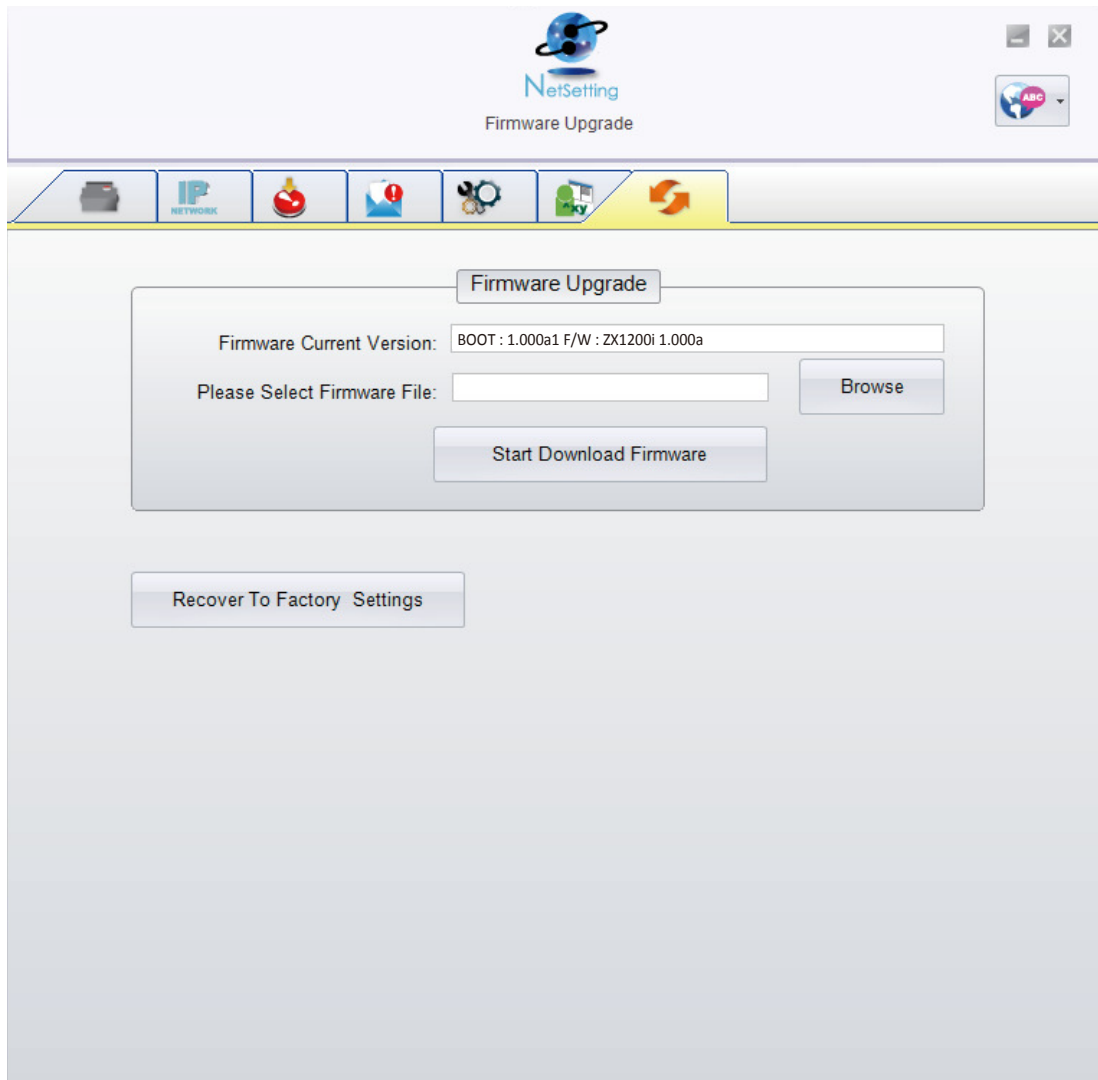 NetSetting
ABC
Firmware Upgrade
IP
NETWORK
^xy
Firmware Upgrade
Firmware Current Version: BOOT : 1.000a1 F/W : ZX1200i 1.000a
Please Select Firmware File: Browse
Start Download Firmware
Recover To Factory Settings